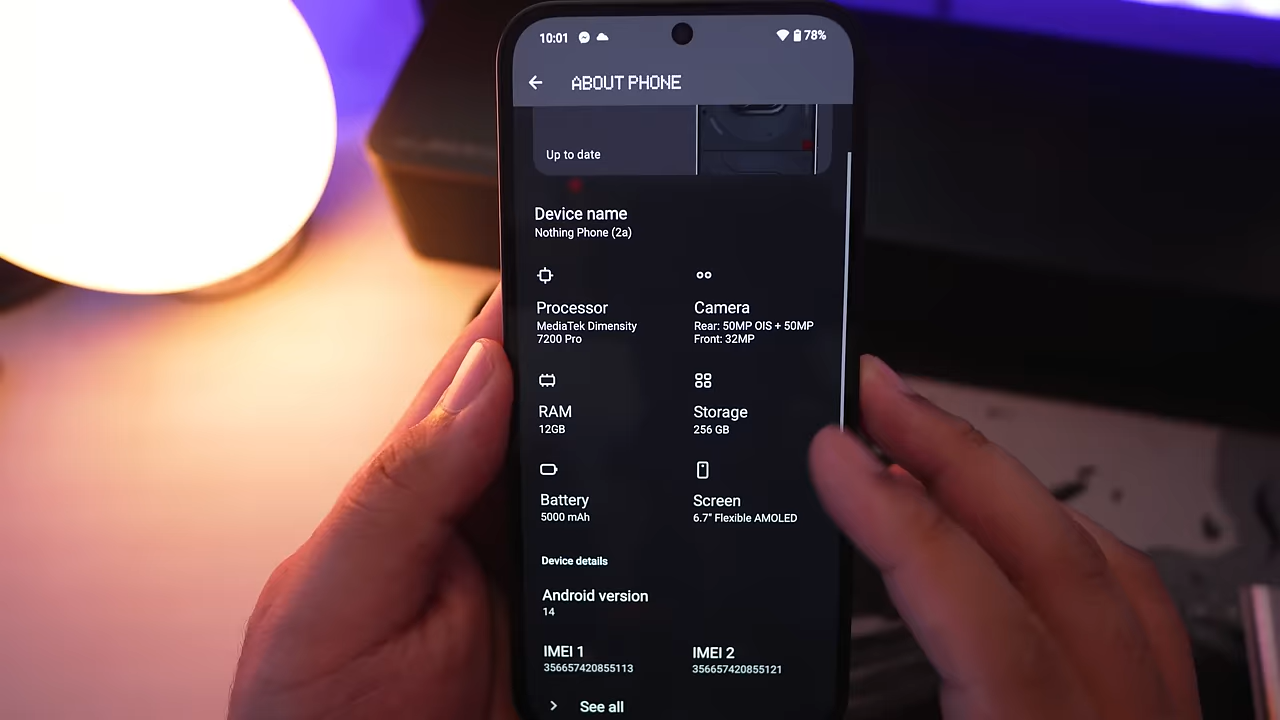 10:01 78%
ABOUT PHONE
Up to date
Device name
Nothing Phone (2a)
Processor
MediaTek Dimensity
7200 Pro
Camera
Rear: 50MP OIS + 50MP
Front: 32MP
RAM
12GB
Storage
256 GB
Battery
5000 mAh
Screen
6.7" Flexible AMOLED
Device details
Android version
14
IMEI 1
356657420855113
IMEI 2
356657420855121
See all